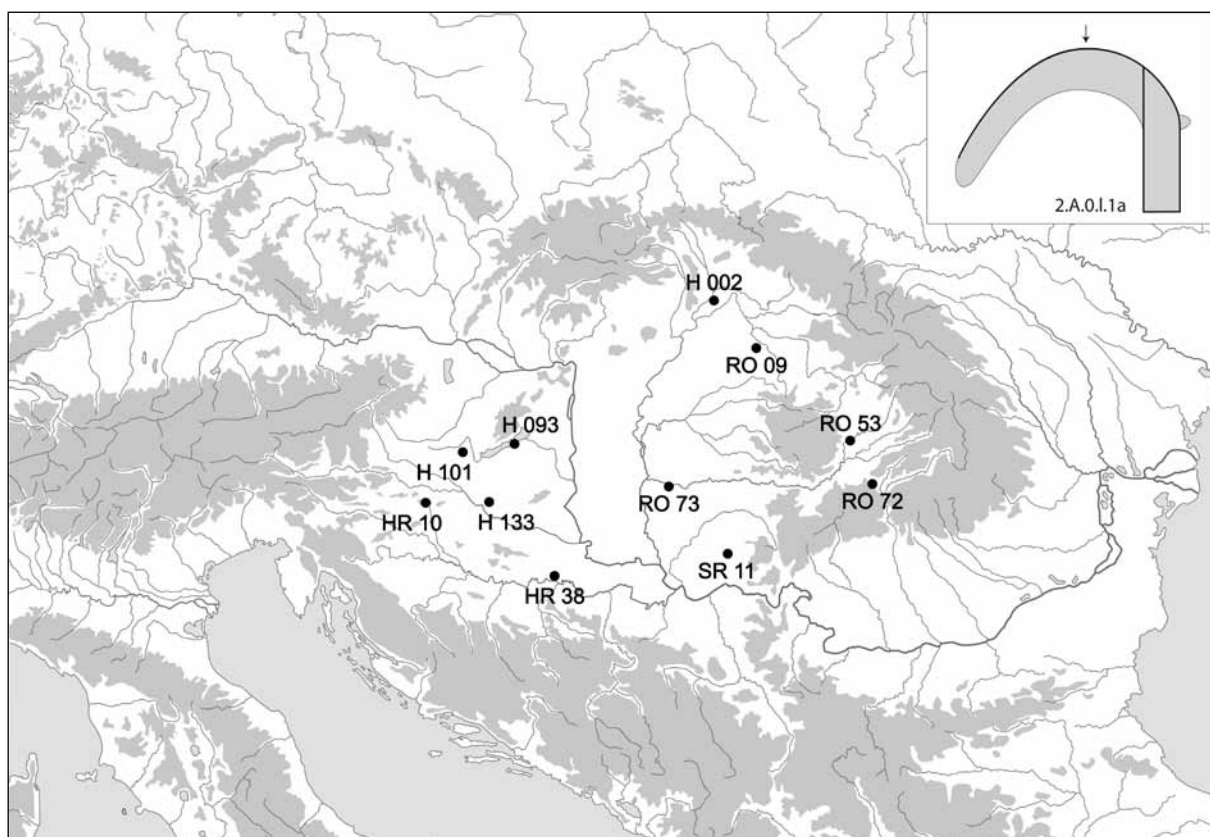 2.A.0.I.1a
H 002
RO 09
H 093
RO 53
H 101
RO 73
RO 72
HR 10
H 133
SR 11
HR 38